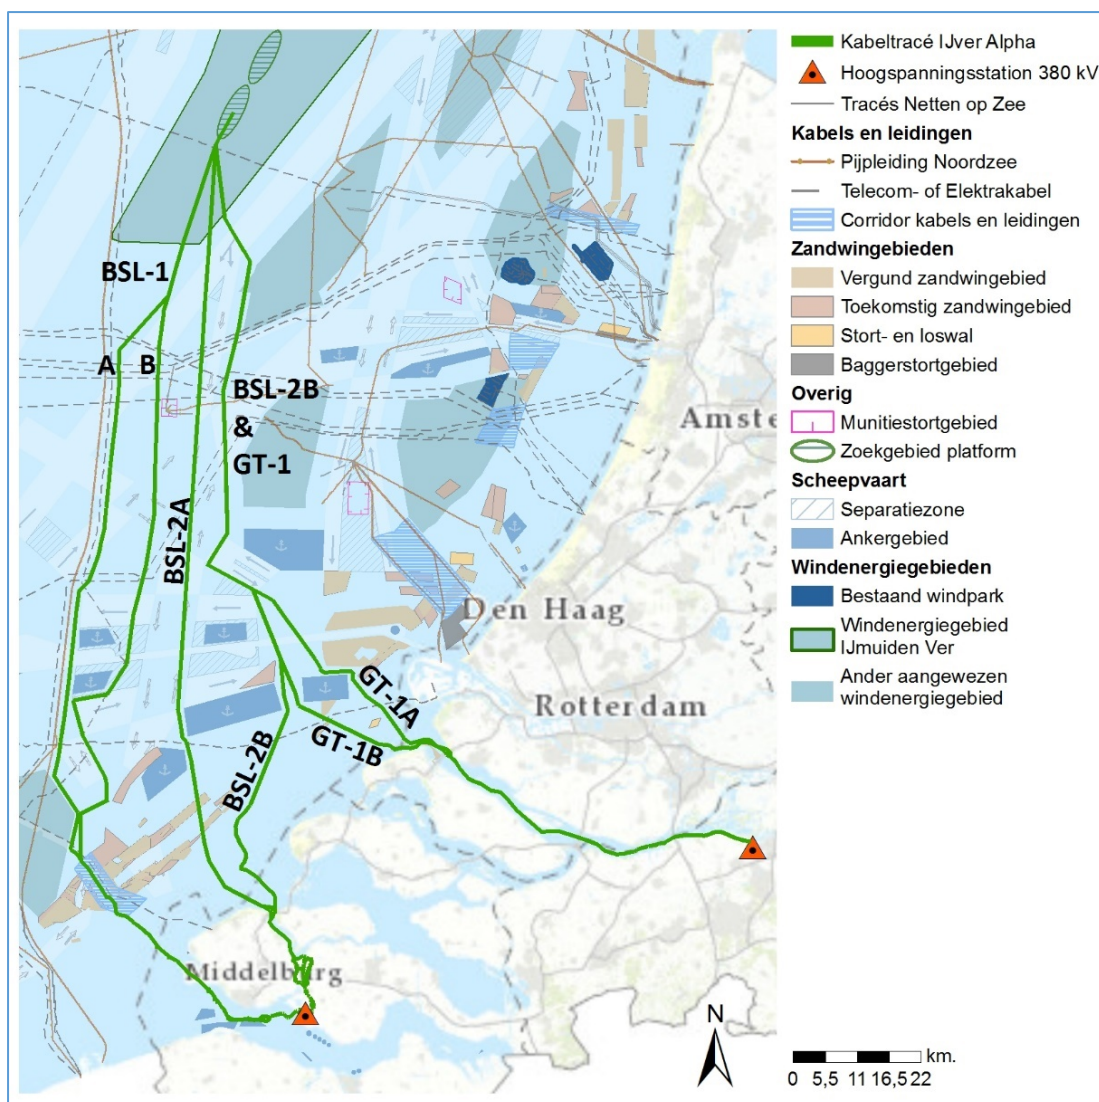 BSL-1
A
B
BSL-2B
&
GT-1
BSL-2A
Amste
Den Haag
GT-1A
Rotterdam
GT-1B
BSL-2B
Middelburg
Kabeltracé IJver Alpha
Hoogspanningsstation 380 kV
Tracés Netten op Zee
Kabels en leidingen
Pijpleiding Noordzee
Telecom- of Elektrakabel
Corridor kabels en leidingen
Zandwingebieden
Vergund zandwingebied
Toekomstig zandwingebied
Stort- en loswal
Baggerstortgebied
Overig
Munitiestortgebied
Zoekgebied platform
Scheepvaart
Separatiezone
Ankergebied
Windenergiegebieden
Bestaand windpark
Windenergiegebied
IJmuiden Ver
Ander aangewezen
windenergiegebied
N
km.
0 5,5 11 16,5 22